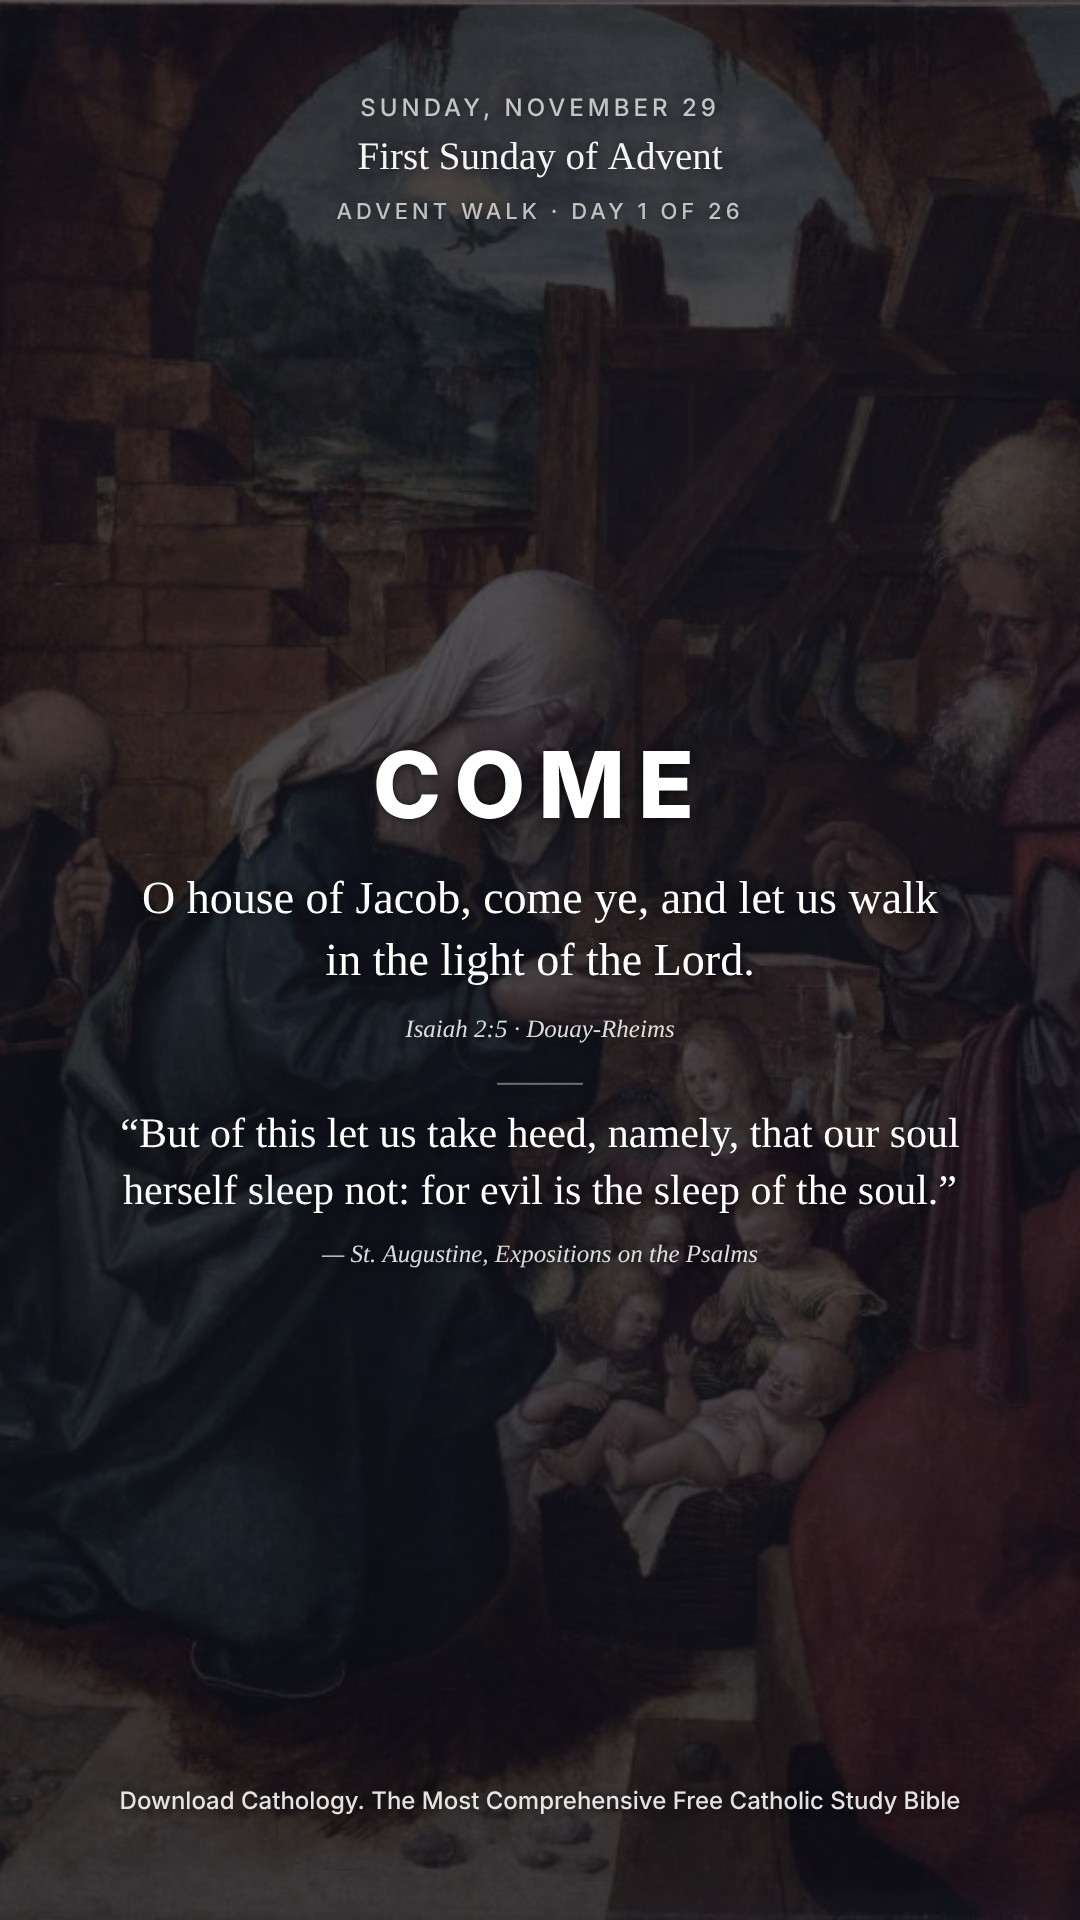 SUNDAY, NOVEMBER 29
First Sunday of Advent
ADVENT WALK · DAY 1 OF 26
COME
O house of Jacob, come ye, and let us walk
in the light of the Lord.
Isaiah 2:5 · Douay-Rheims
“But of this let us take heed, namely, that our soul
herself sleep not: for evil is the sleep of the soul.”
— St. Augustine, Expositions on the Psalms
Download Cathology. The Most Comprehensive Free Catholic Study Bible